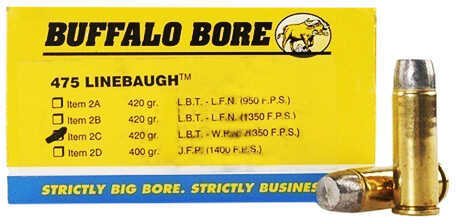 BUFFALO BORE
475 LINEBAUGH™
Item 2A 420 gr. L.B.T. - L.F.N. (950 F.P.S.)
Item 2B 420 gr. L.B.T. - L.F.N. (1350 F.P.S.)
Item 2C 420 gr. L.B.T. - (1350 F.P.S.)
Item 2D 400 gr. J.F.P. (1400 F.P.S.)
STRICTLY BIG BORE. STRICTLY BUSINES